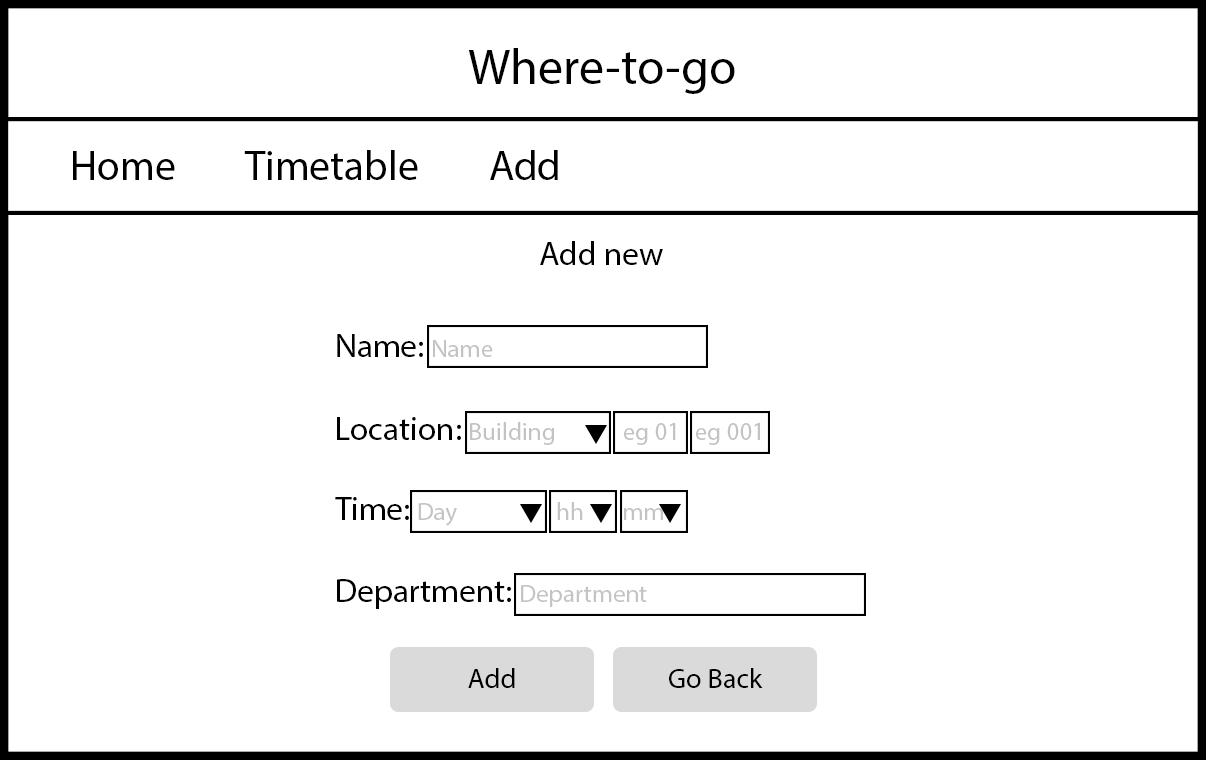 Where-to-go
Home Timetable Add
Add new
Name: Name
Location: Building eg 01 eg 001
Time: Day hh mm
Department: Department
Add Go Back